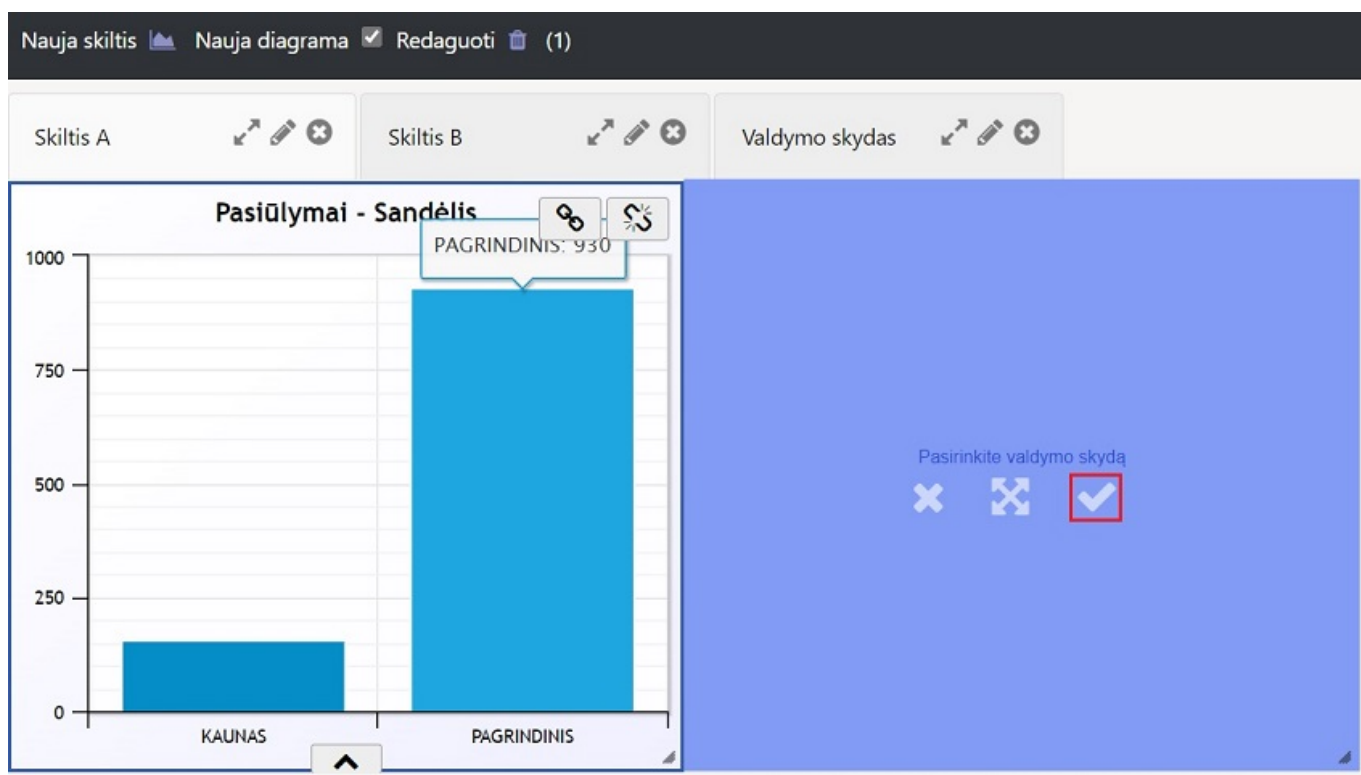 Nauja skiltis Nauja diagrama Redaguoti (1)
Skiltis A Skiltis B Valdymo skydas
Pasiūlymai - Sandėlis
PAGRINDINIS: 930
1000
750
500
250
0
KAUNAS PAGRINDINIS
Pasirinkite valdymo skydą